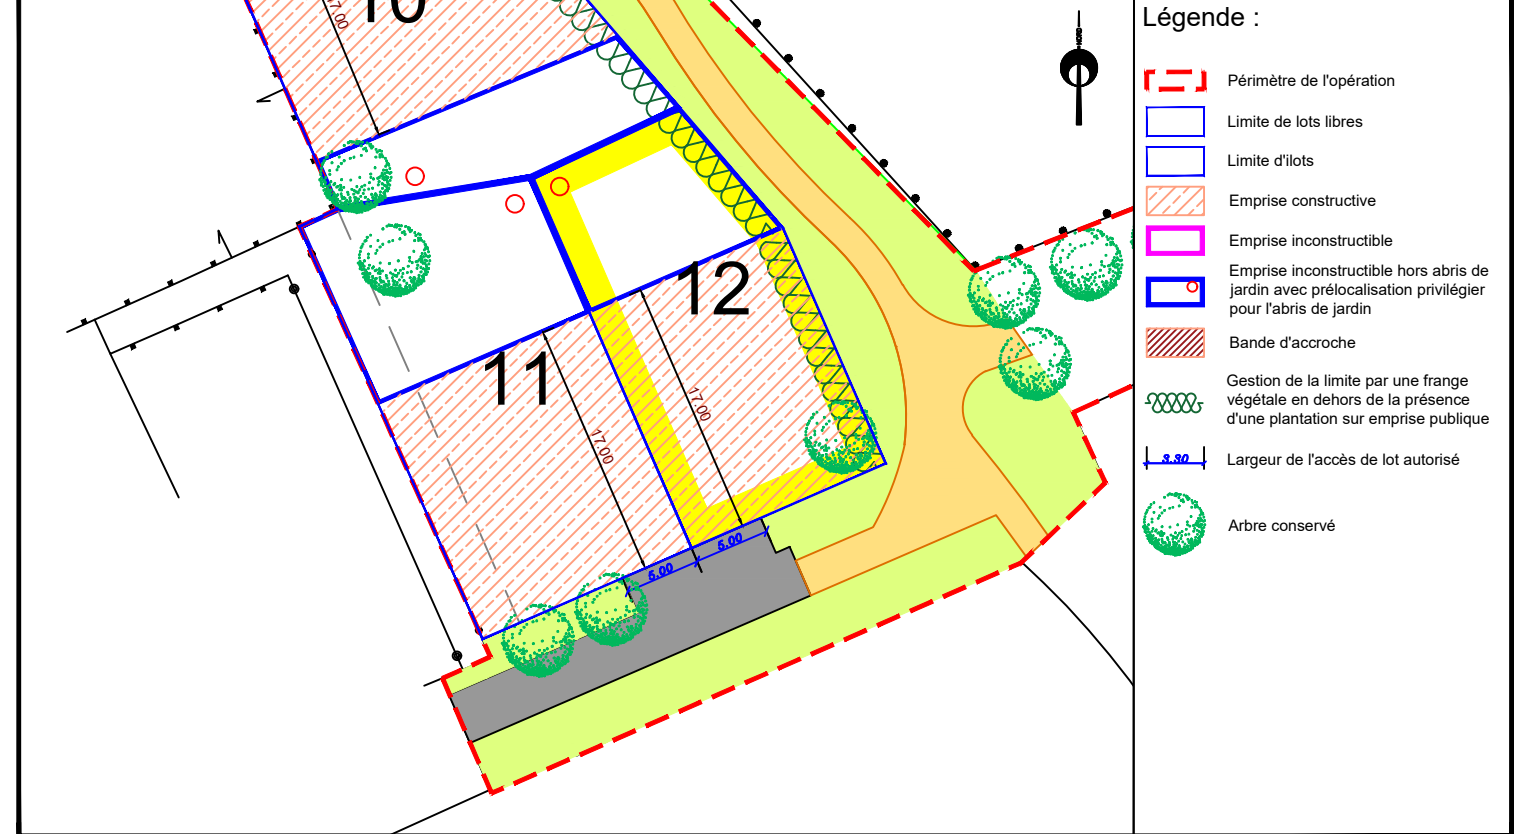 10
17.00
12
11
17.00
17.00
5.00
5.00
NORD
Légende :
Périmètre de l'opération
Limite de lots libres
Limite d'ilots
Emprise constructive
Emprise inconstructible
Emprise inconstructible hors abris de
jardin avec prélocalisation privilégier
pour l'abris de jardin
Bande d'accroche
Gestion de la limite par une frange
végétale en dehors de la présence
d'une plantation sur emprise publique
3.30
Largeur de l'accès de lot autorisé
Arbre conservé